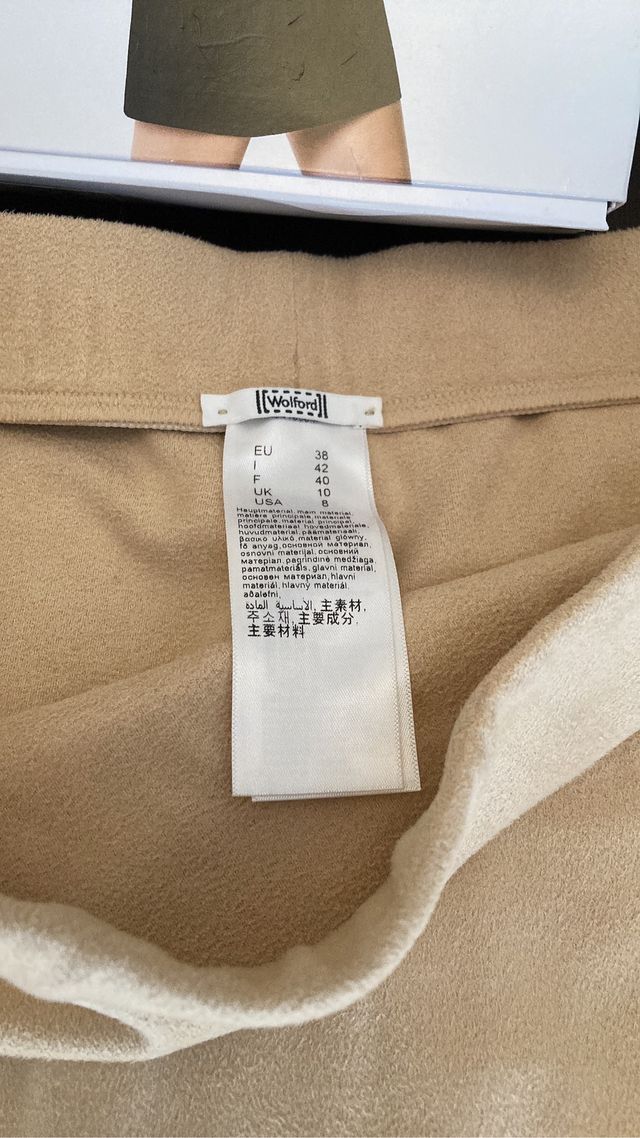 Wolford
EU 38
I 42
F 40
UK 10
USA 8
Hauptmaterial, main material,
matière principale, materiale
principale, material principal,
hoofdmateriaal, hovedmateriale,
huvudmaterial, päämateriaali,
βασικό υλικό, materiał główny,
fő anyag, основной материал,
osnovni materijal, основний
матеріал, pagrindinė medžiaga,
pamatmateriāls, glavni material,
основен материал, hlavní
materiál, hlavný materiál,
aðalefni,
المادة الأساسية, 主素材,
주소재, 主要成分,
主要材料